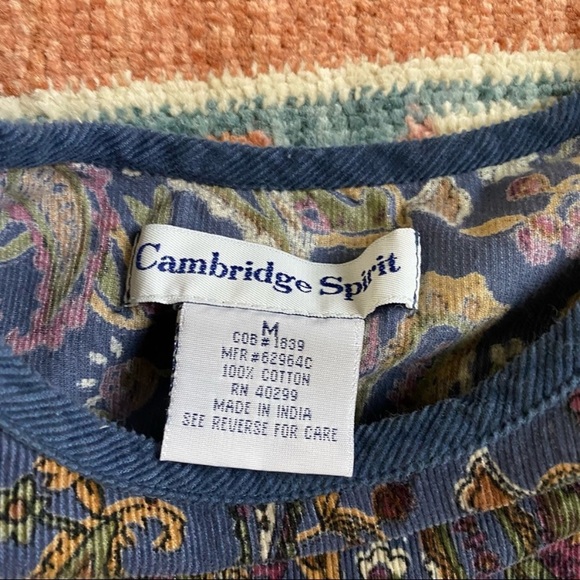 Cambridge Spirit
M
COB # 1839
MFR # 62964C
100% COTTON
RN 40299
MADE IN INDIA
SEE REVERSE FOR CARE